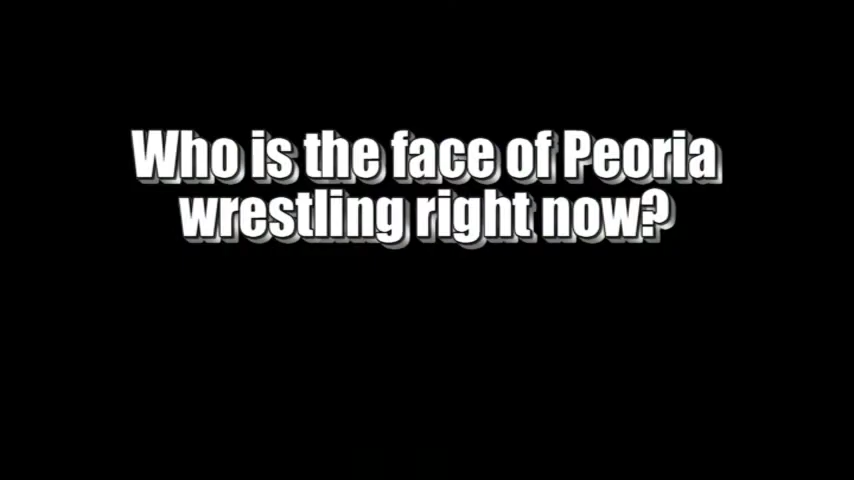 Who is the face of Peoria
wrestling right now?